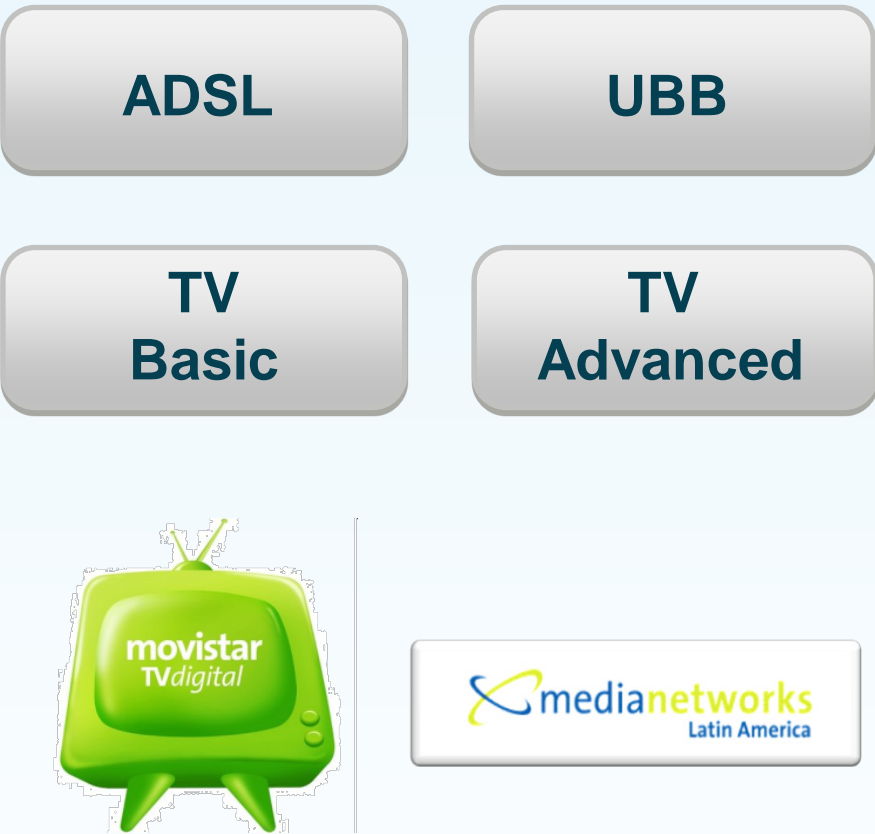 ADSL
UBB
TV
Basic
TV
Advanced
movistar
TVdigital
medianetworks
Latin America